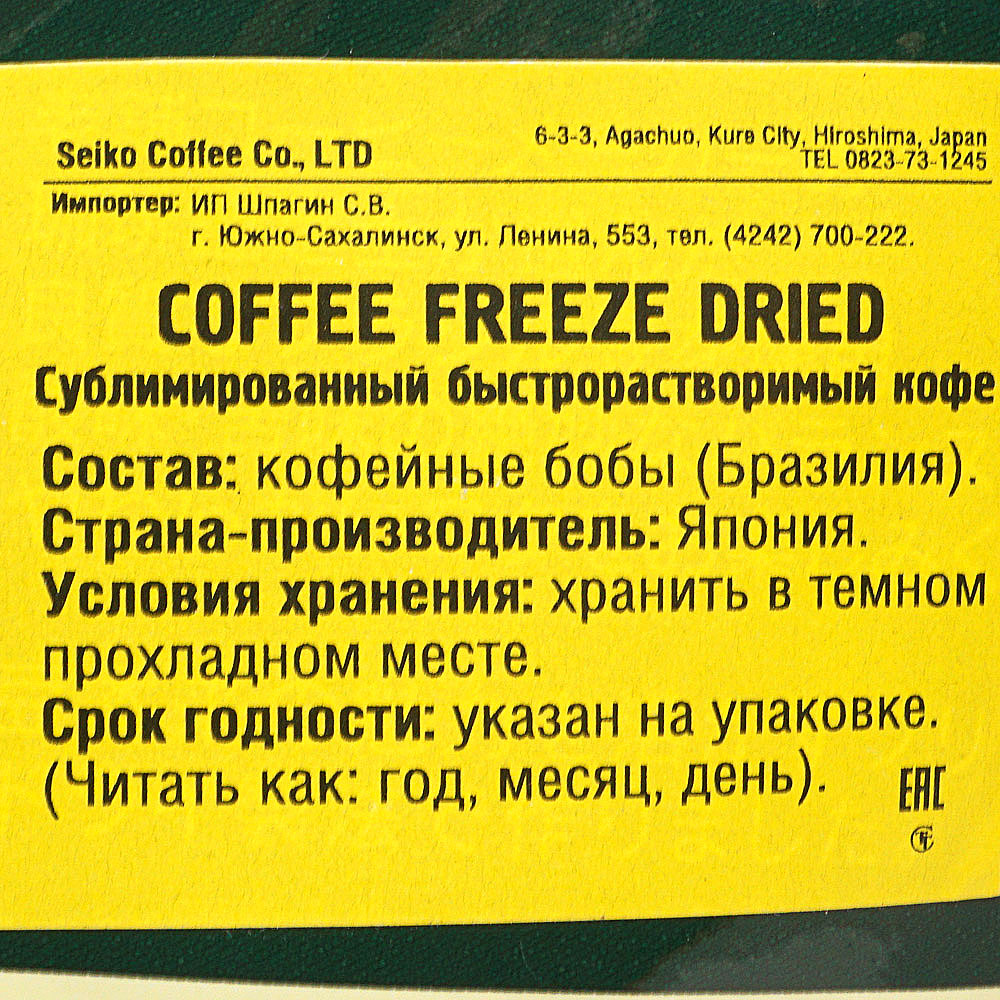 Seiko Coffee Co., LTD
6-3-3, Agachuo, Kure City, Hiroshima, Japan
TEL 0823-73-1245
Импортер: ИП Шпагин С.В.
г. Южно-Сахалинск, ул. Ленина, 553, тел. (4242) 700-222.
COFFEE FREEZE DRIED
Сублимированный быстрорастворимый кофе
Состав: кофейные бобы (Бразилия).
Страна-производитель: Япония.
Условия хранения: хранить в темном
прохладном месте.
Срок годности: указан на упаковке.
(Читать как: год, месяц, день).
EAC